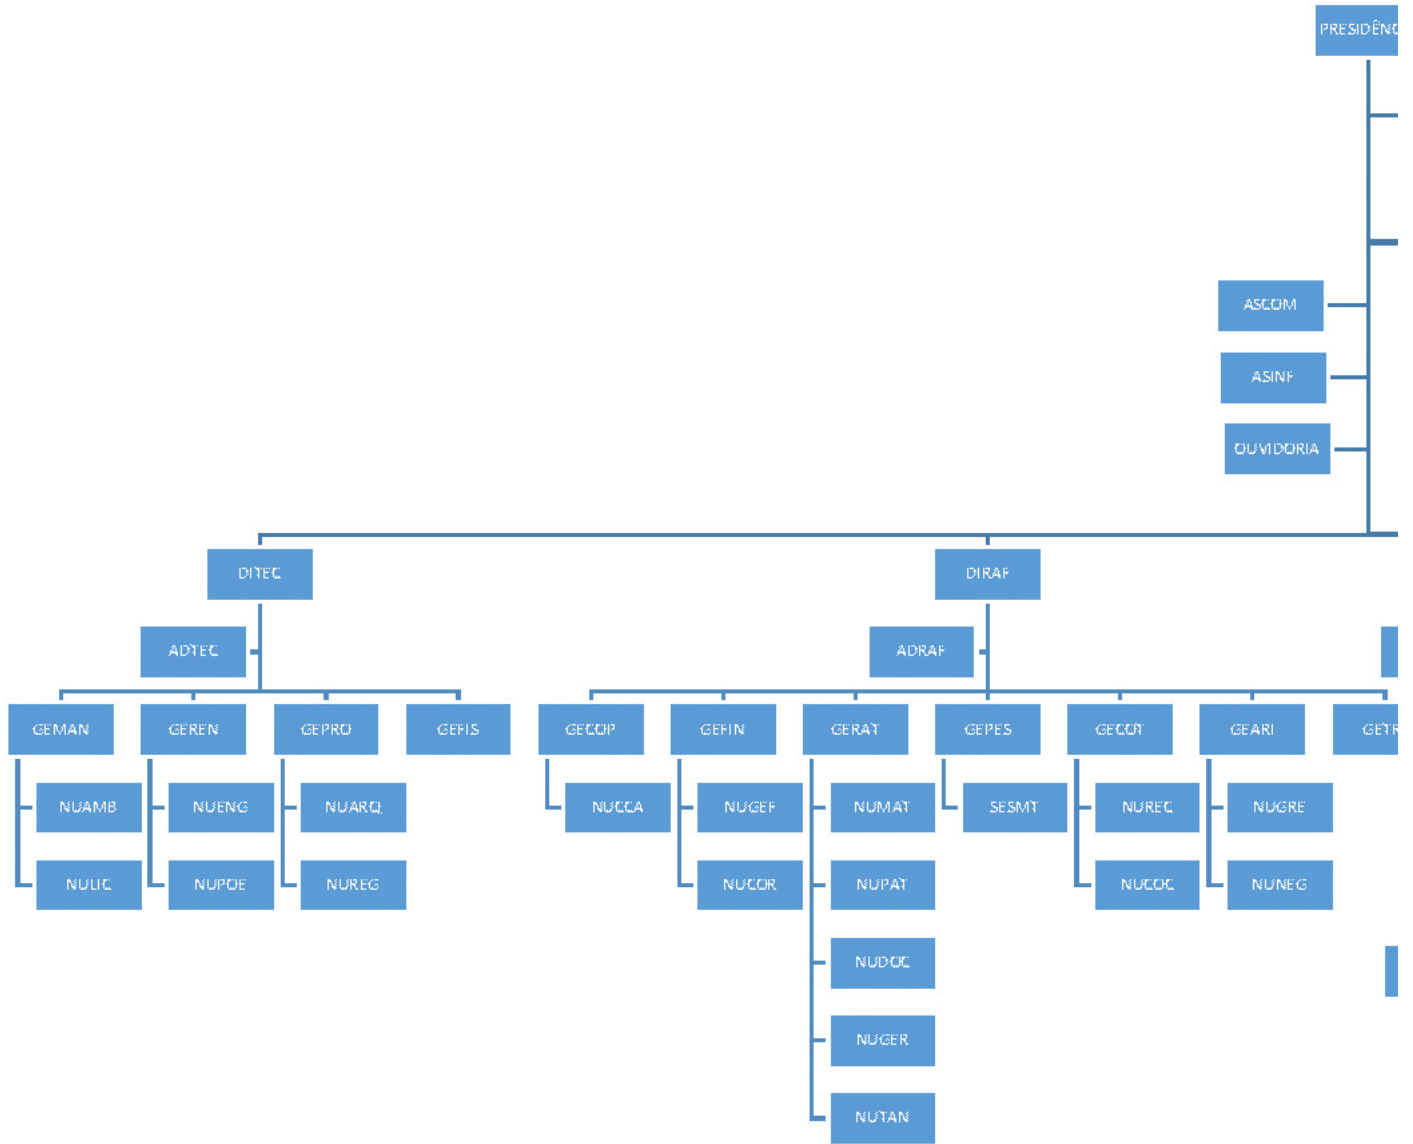 PRESIDÊNC
ASCOM
ASINF
OUVIDORIA
DITEC
DIRAF
ADTEC
ADRAF
GEMAN
GEREN
GEPRO
GEFIS
GECOP
GEFIN
GERAT
GEPES
GECOT
GEARI
GETR
NUAMB
NUENG
NUARQ
NUCCA
NUGEF
NUMAT
SESMT
NUREC
NUGRE
NULIC
NUPOE
NUREG
NUCOR
NUPAT
NUCOC
NUNEG
NUDOC
NUGER
NUTAN